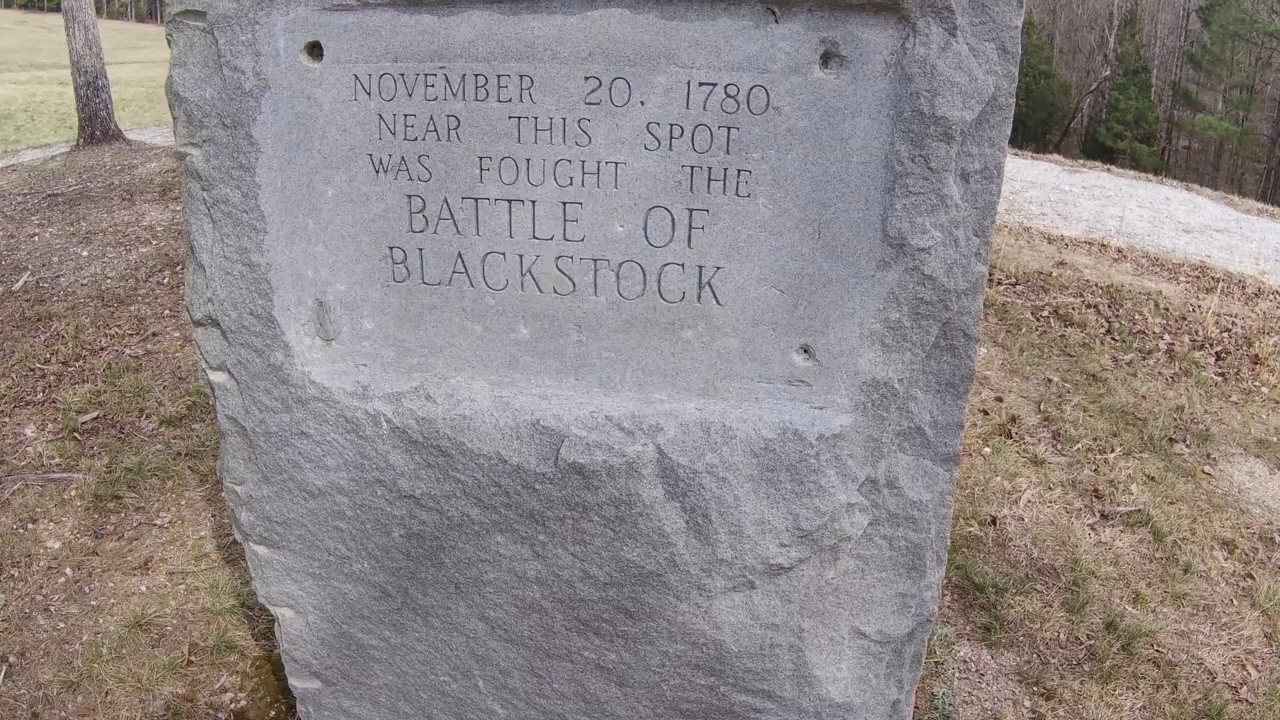 NOVEMBER 20, 1780
NEAR THIS SPOT
WAS FOUGHT THE
BATTLE OF
BLACKSTOCK